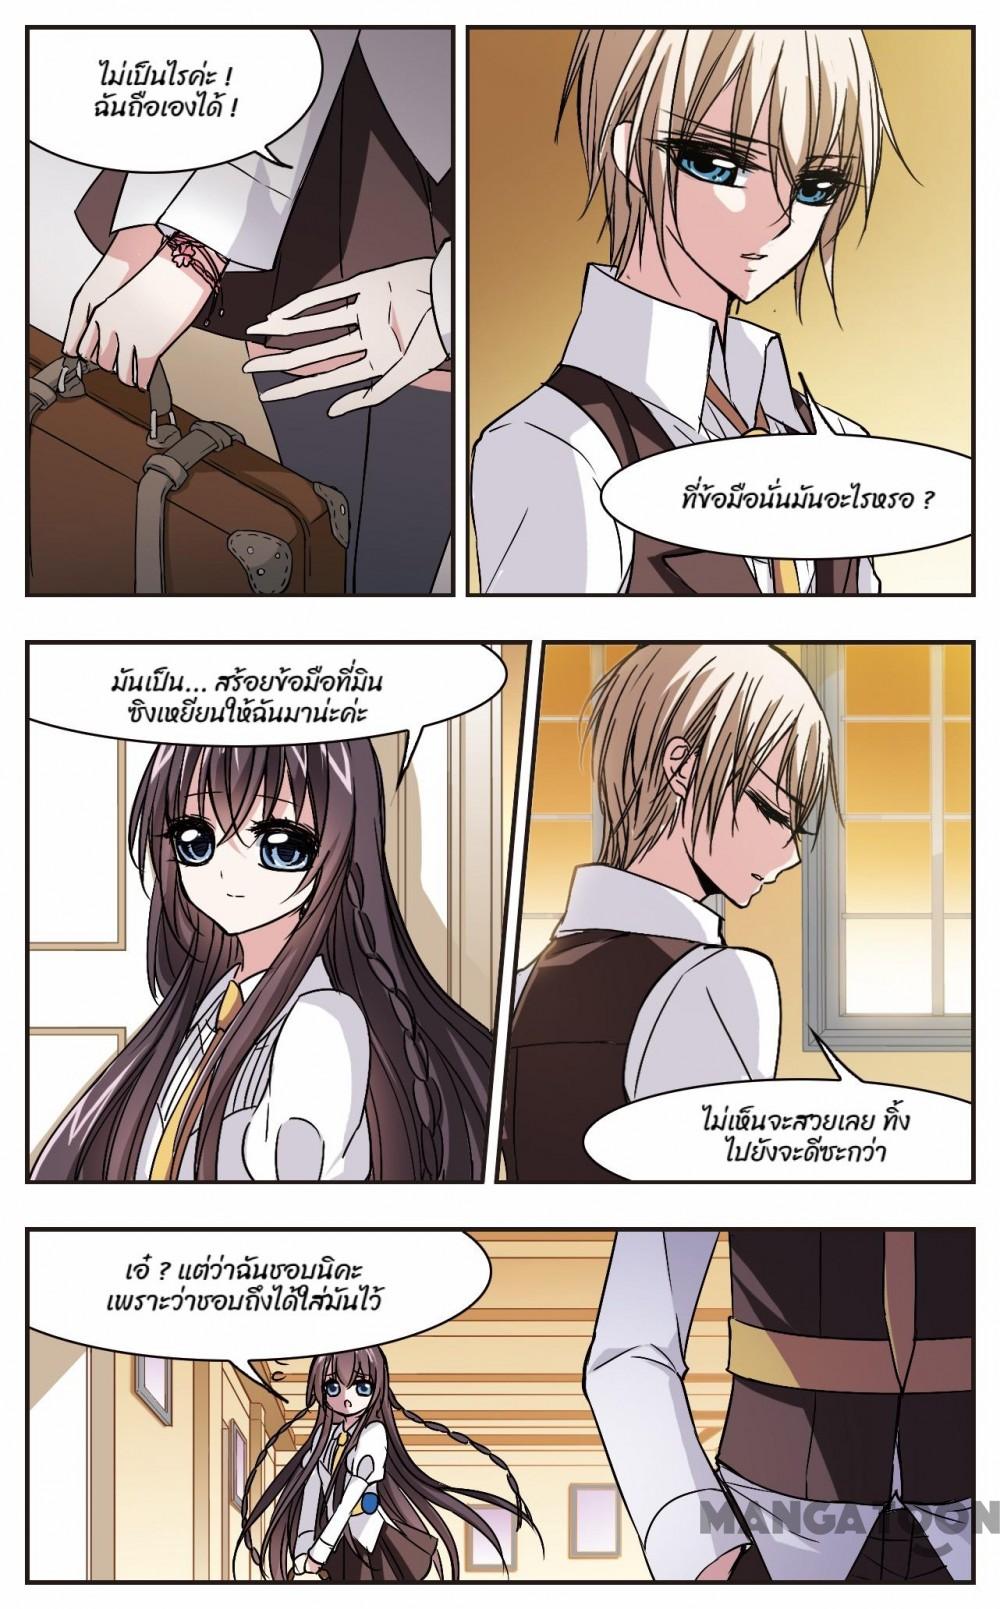 ไม่เป็นไรค่ะ !
ฉันถือเองได้ !
ที่ข้อมือนั่นมันอะไรหรอ ?
มันเป็น... สร้อยข้อมือที่มิน
ซิงเหยียนให้ฉันมาน่ะค่ะ
ไม่เห็นจะสวยเลย ทิ้ง
ไปยังจะดีซะกว่า
เอ๋ ? แต่ว่าฉันชอบนิคะ
เพราะว่าชอบถึงได้ใส่มันไว้
MANGATOON